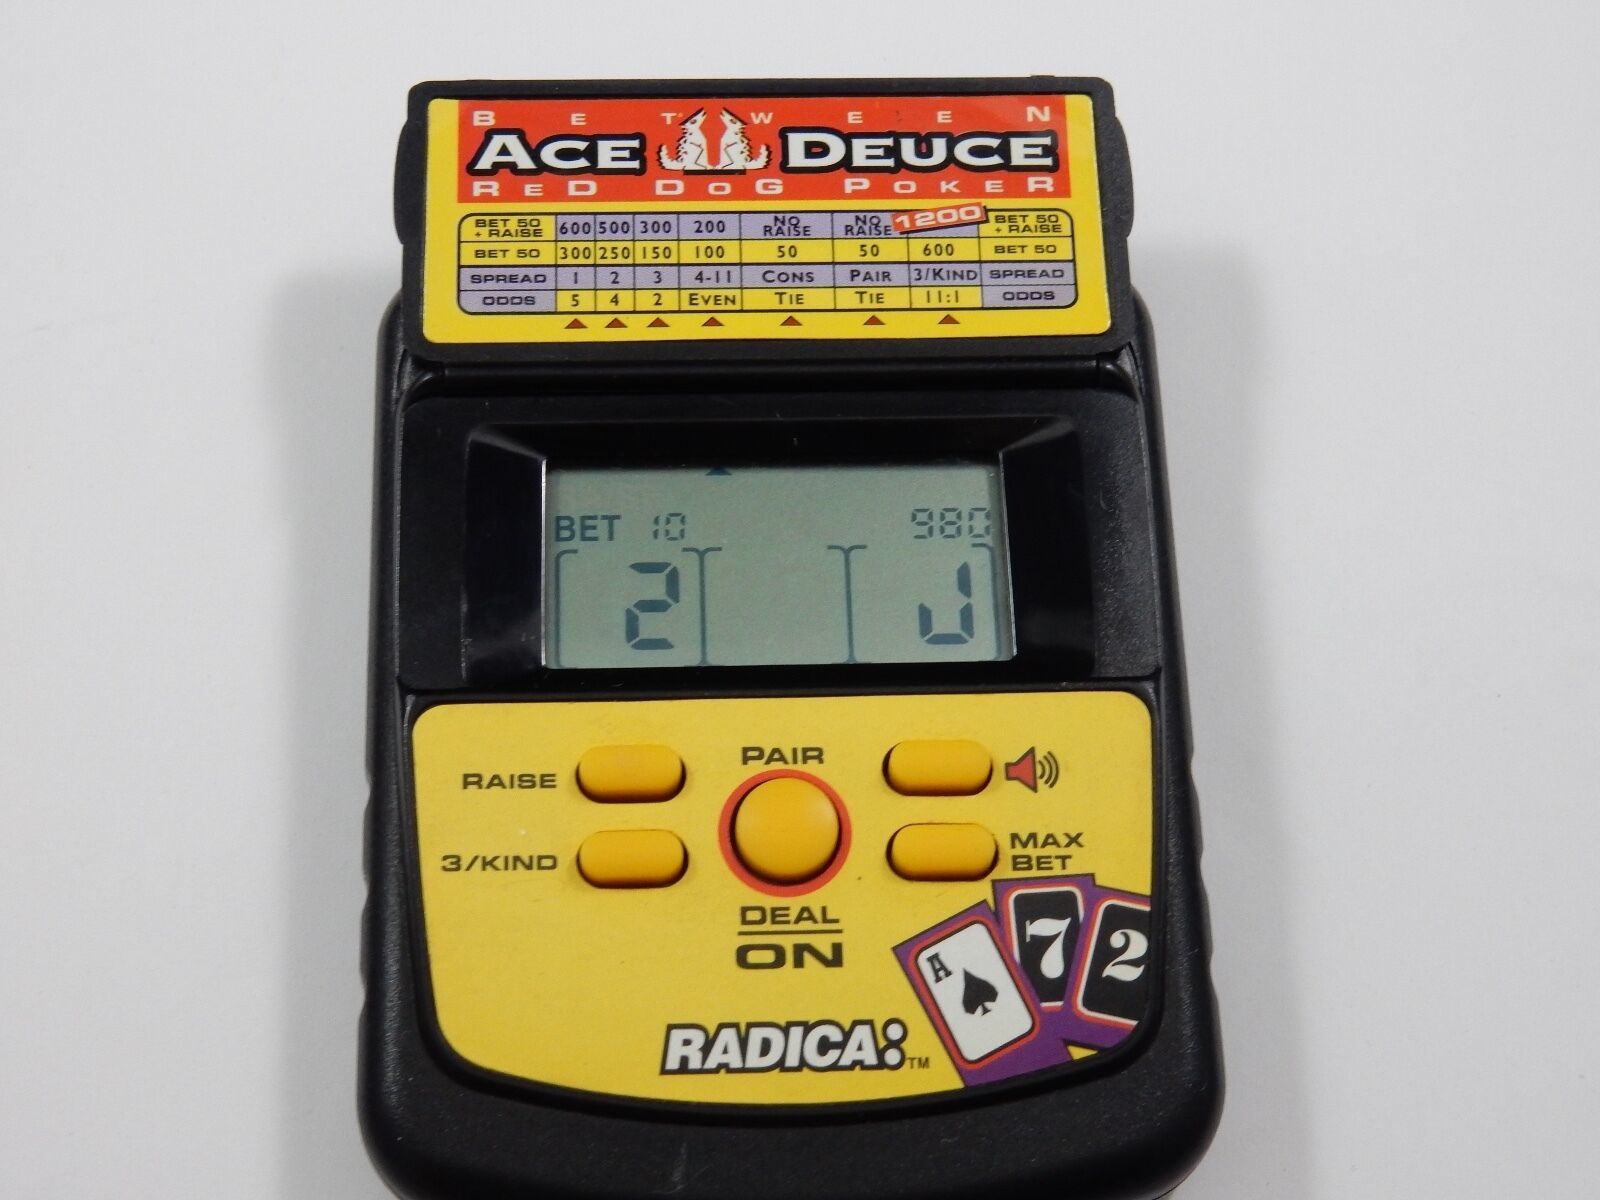 BETWEEN
ACE DEUCE
RED DOG POKER
BET 50 + RAISE 600 500 300 200 NO RAISE NO RAISE 1200 BET 50 + RAISE
BET 50 300 250 150 100 50 50 600 BET 50
SPREAD 1 2 3 4-11 CONS PAIR 3/KIND SPREAD
ODDS 5 4 2 EVEN TIE TIE 11:1 ODDS
BET 10 980
2 J
PAIR
RAISE
3/KIND
MAX
BET
DEAL
ON
A 7 2
RADICA: TM